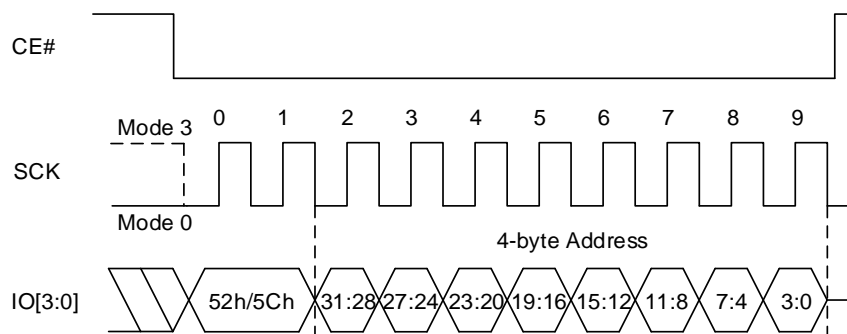 CE#
Mode 3
0 1 2 3 4 5 6 7 8 9
SCK
Mode 0
4-byte Address
IO[3:0]
52h/5Ch 31:28 27:24 23:20 19:16 15:12 11:8 7:4 3:0